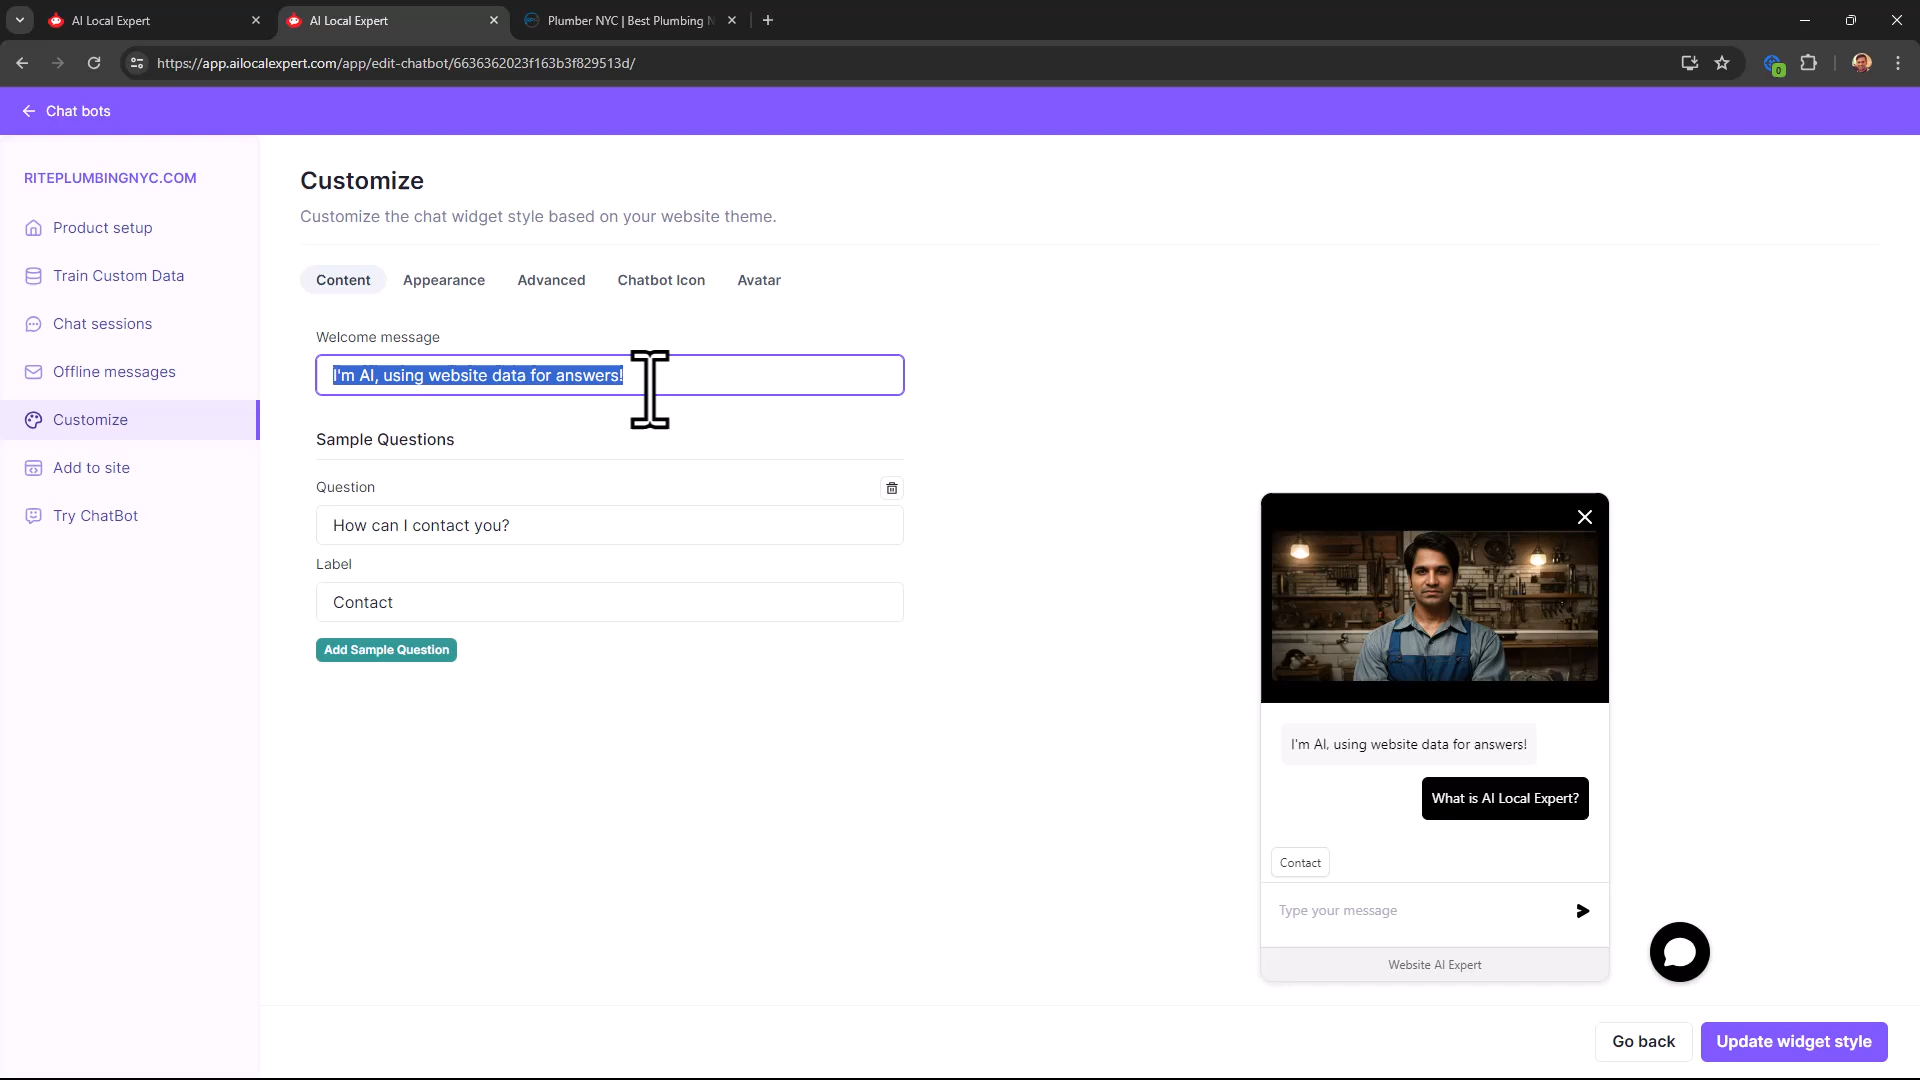 AI Local Expert
AI Local Expert
Plumber NYC | Best Plumbing
https://app.ailocalexpert.com/app/edit-chatbot/6636362023f163b3f829513d/
0
Chat bots
RITEPLUMBINGNYC.COM
Product setup
Train Custom Data
Chat sessions
Offline messages
Customize
Add to site
Try ChatBot
Customize
Customize the chat widget style based on your website theme.
Content
Appearance
Advanced
Chatbot Icon
Avatar
Welcome message
I'm AI, using website data for answers!
Sample Questions
Question
How can I contact you?
Label
Contact
Add Sample Question
I'm AI, using website data for answers!
What is AI Local Expert?
Contact
Type your message
Website AI Expert
Go back
Update widget style